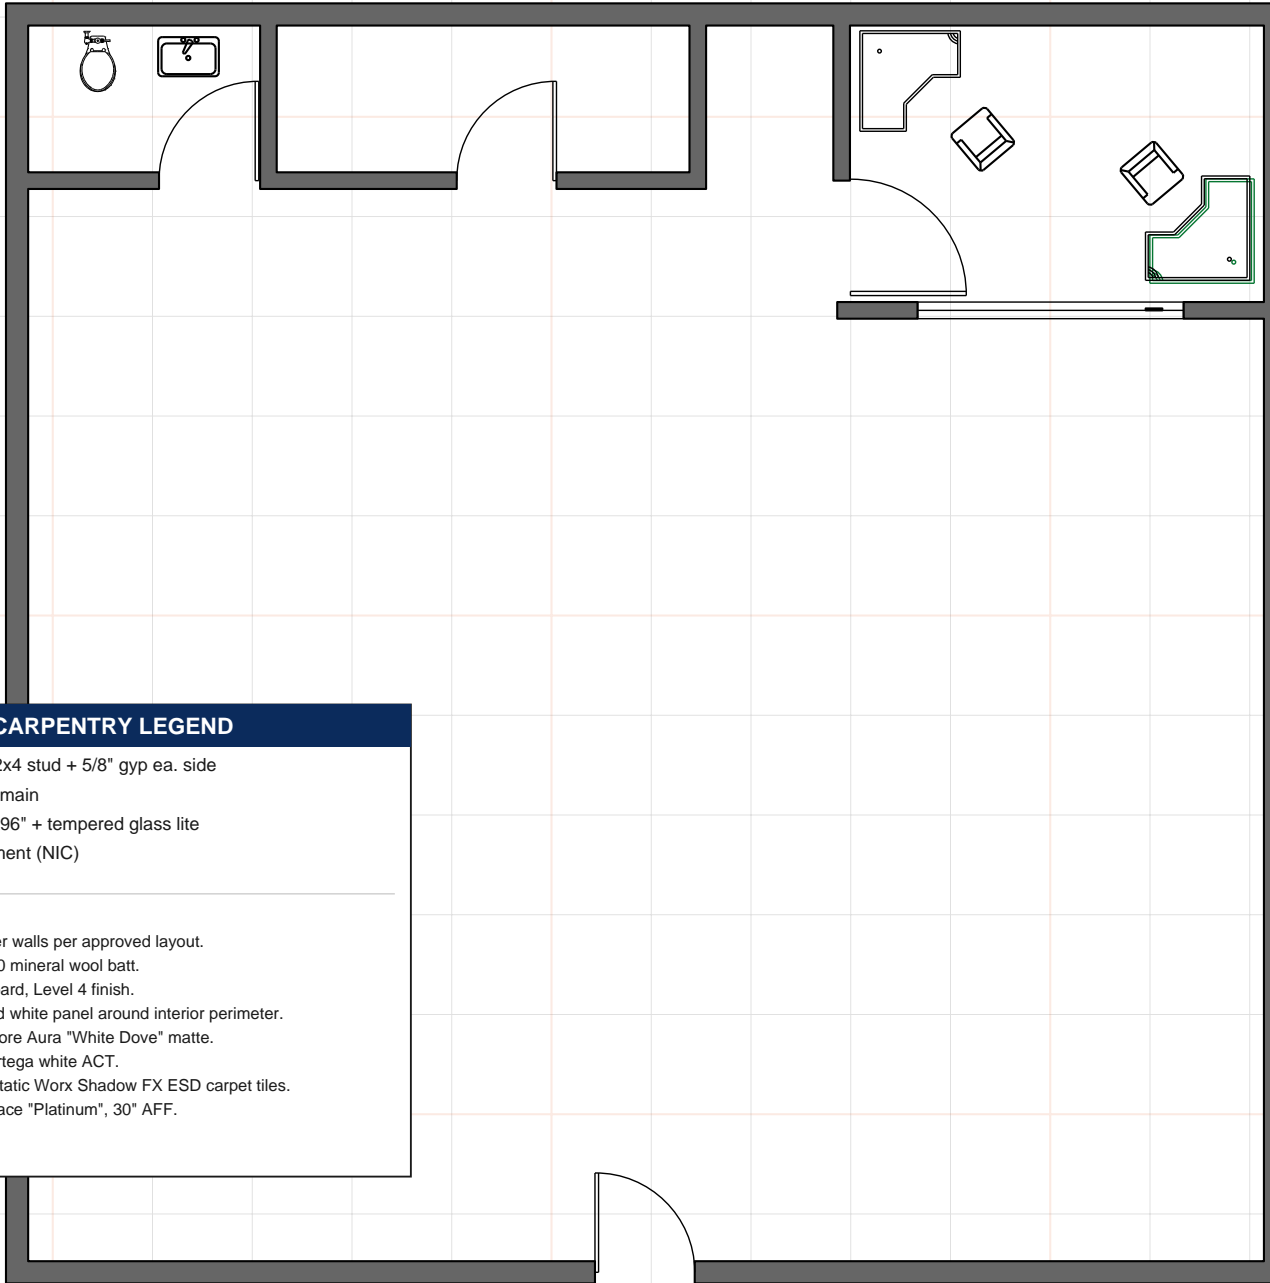 CARPENTRY LEGEND
2x4 stud + 5/8" gyp ea. side
main
96" + tempered glass lite
ment (NIC)
er walls per approved layout.
0 mineral wool batt.
ard, Level 4 finish.
d white panel around interior perimeter.
ore Aura "White Dove" matte.
rtega white ACT.
tatic Worx Shadow FX ESD carpet tiles.
ace "Platinum", 30" AFF.